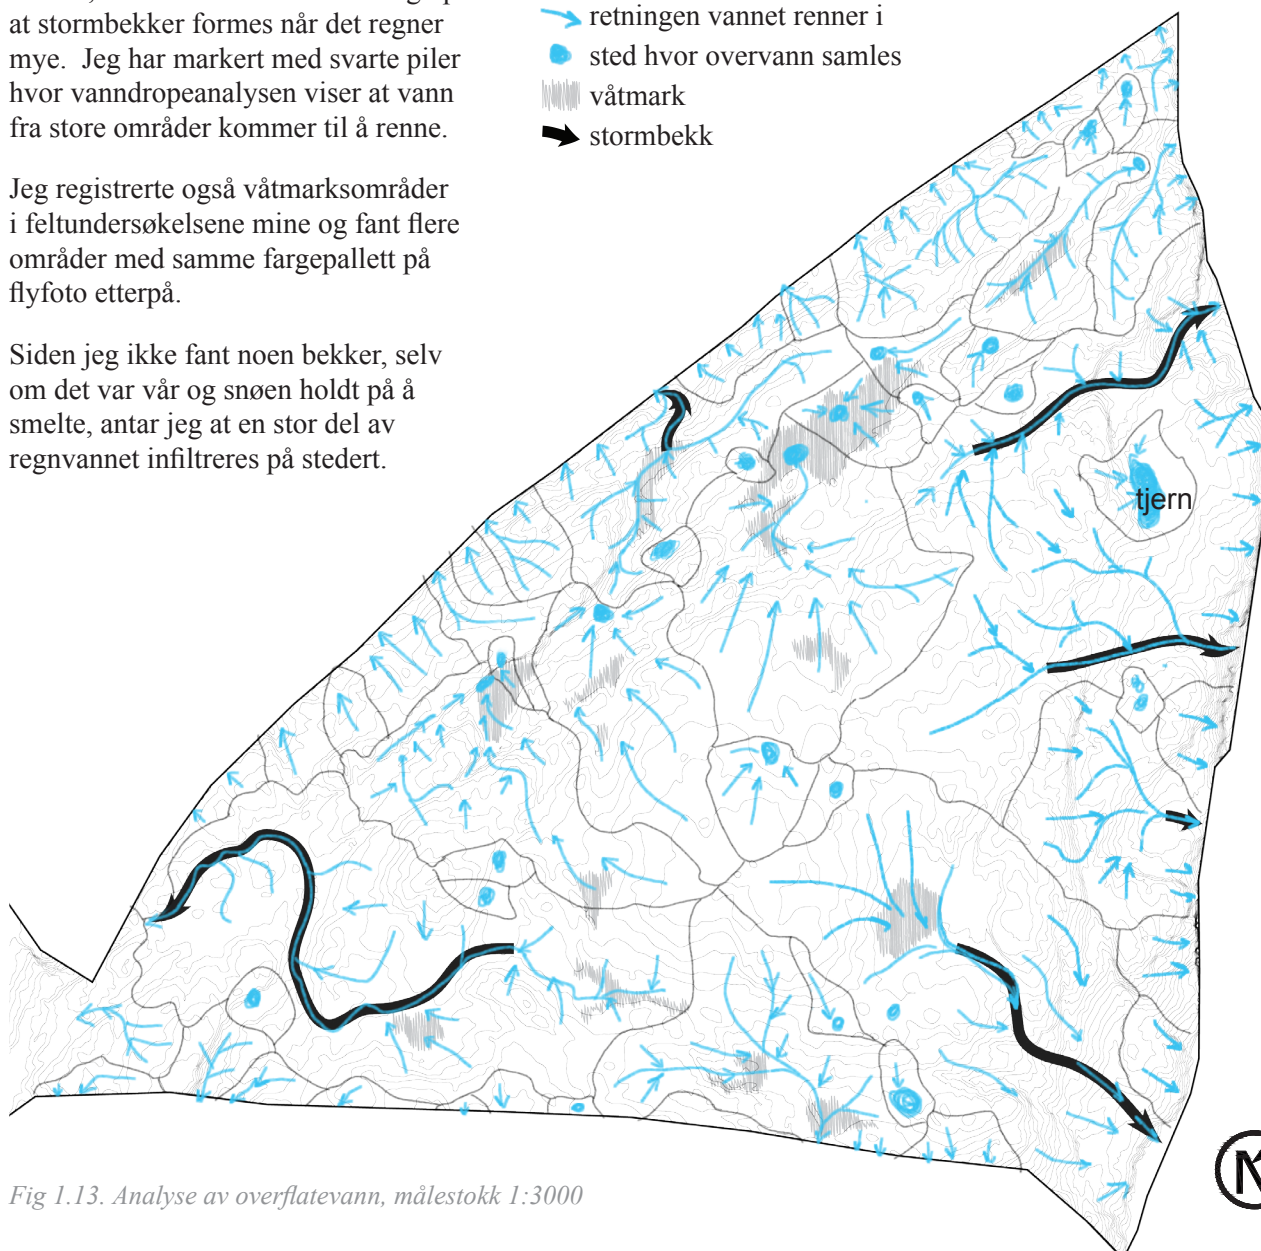 at stormbekker formes når det regner
mye.  Jeg har markert med svarte piler
hvor vanndropeanalysen viser at vann
fra store områder kommer til å renne.
Jeg registrerte også våtmarksområder
i feltundersøkelsene mine og fant flere
områder med samme fargepallett på
flyfoto etterpå.
Siden jeg ikke fant noen bekker, selv
om det var vår og snøen holdt på å
smelte, antar jeg at en stor del av
regnvannet infiltreres på stedert.
retningen vannet renner i
sted hvor overvann samles
våtmark
stormbekk
tjern
N
Fig 1.13. Analyse av overflatevann, målestokk 1:3000